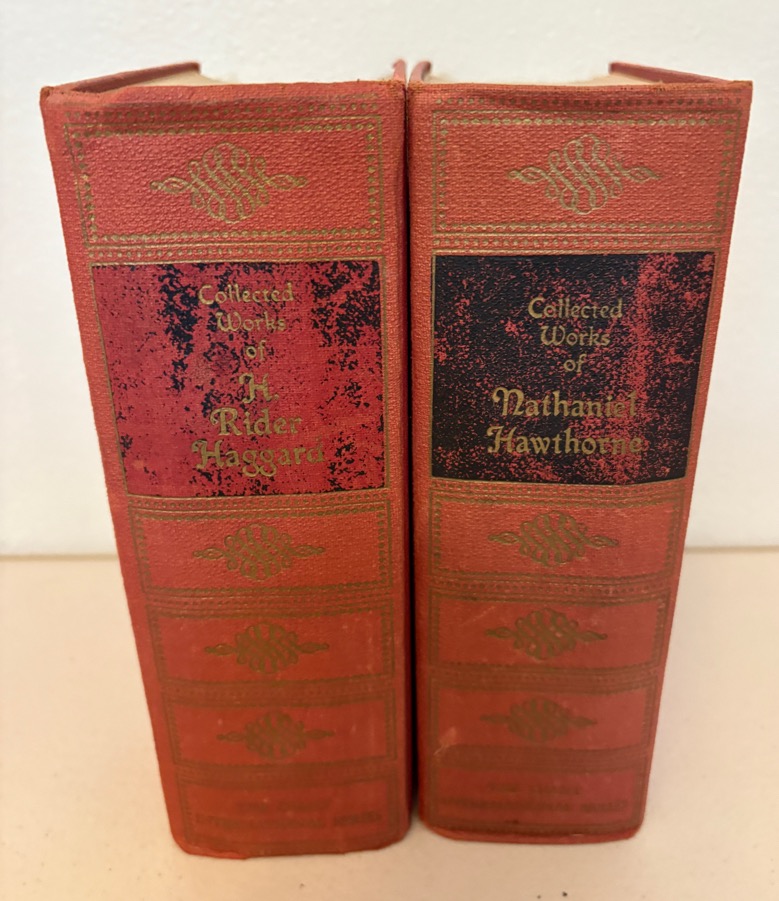 Collected
Works
of
H.
Rider
Haggard
Collected
Works
of
Nathaniel
Hawthorne